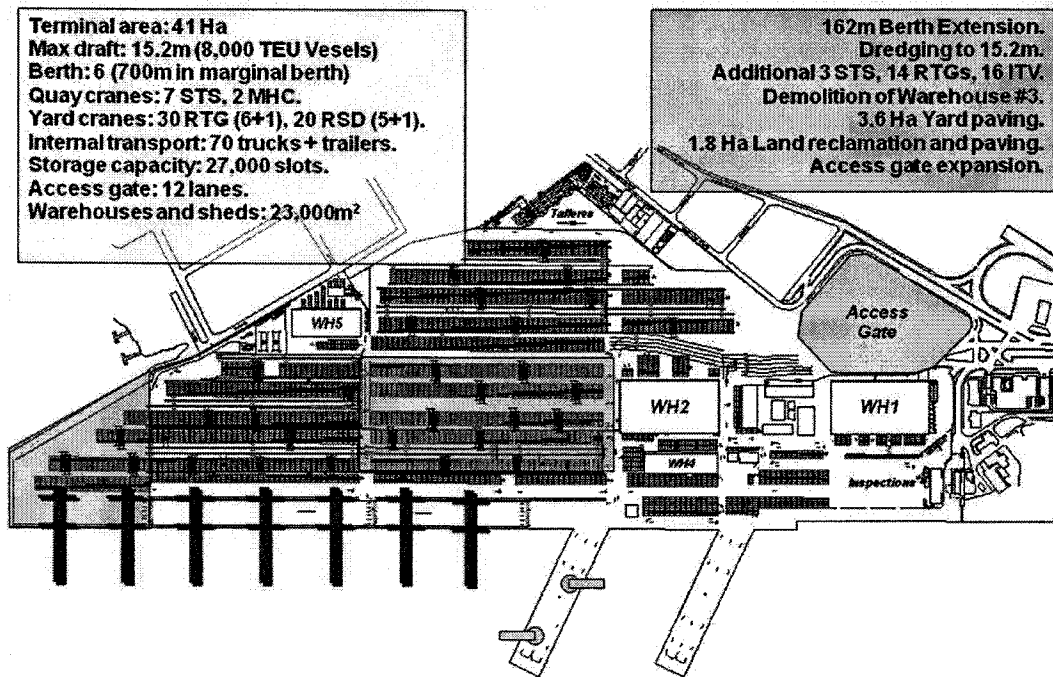 Terminal area: 41 Ha
Max draft: 15.2m (8,000 TEU Vesels)
Berth: 6 (700m in marginal berth)
Quay cranes: 7 STS, 2 MHC.
Yard cranes: 30 RTG (6+1), 20 RSD (5+1).
Internal transport: 70 trucks + trailers.
Storage capacity: 27,000 slots.
Access gate: 12 lanes.
Warehouses and sheds: 23,000m²
162m Berth Extension.
Dredging to 15.2m.
Additional 3 STS, 14 RTGs, 16 ITV.
Demolition of Warehouse #3.
3.6 Ha Yard paving.
1.8 Ha Land reclamation and paving.
Access gate expansion.
Talleres
WH5
Access
Gate
WH2
WH1
WH4
Inspections